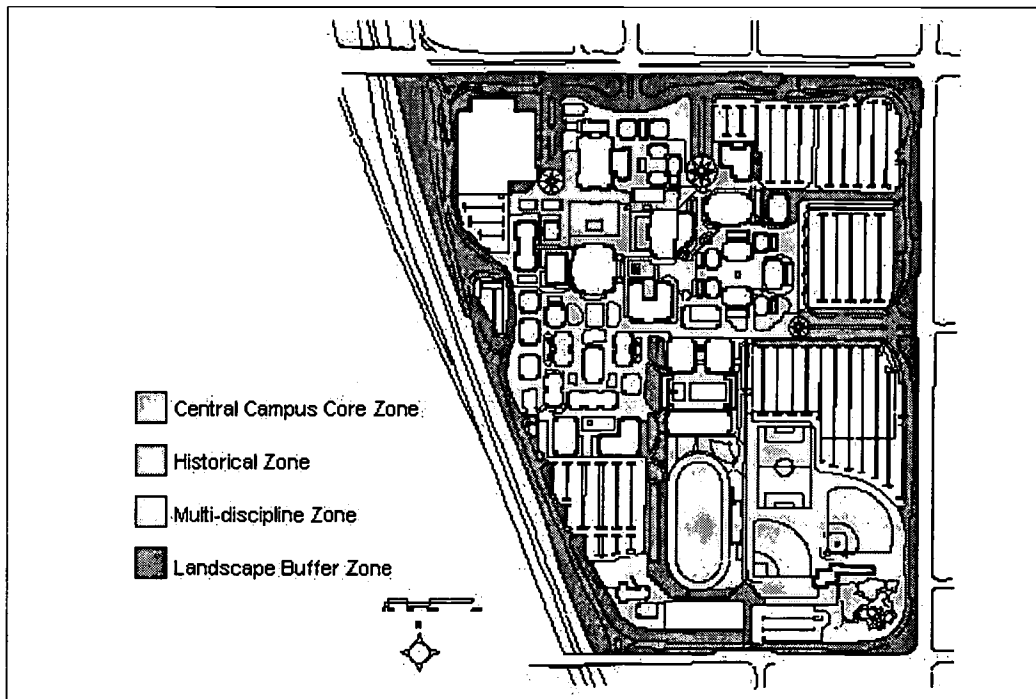 Central Campus Core Zone
Historical Zone
Multi-discipline Zone
Landscape Buffer Zone